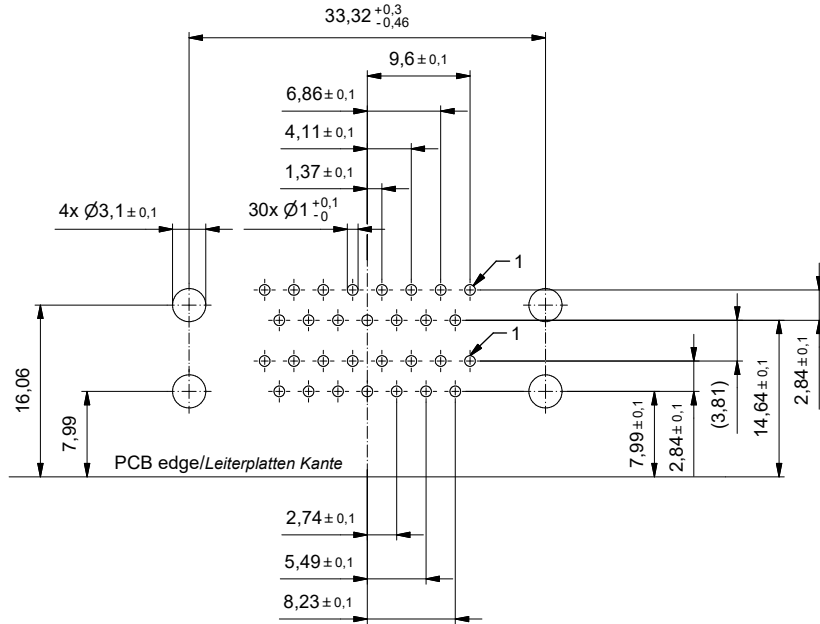 33,32 +0,3 -0,46
9,6 ± 0,1
6,86 ± 0,1
4,11 ± 0,1
1,37 ± 0,1
4x Ø3,1 ± 0,1
30x Ø1 +0,1 -0
1
1
16,06
7,99
7,99 ± 0,1
2,84 ± 0,1
(3,81)
14,64 ± 0,1
2,84 ± 0,1
PCB edge/Leiterplatten Kante
2,74 ± 0,1
5,49 ± 0,1
8,23 ± 0,1